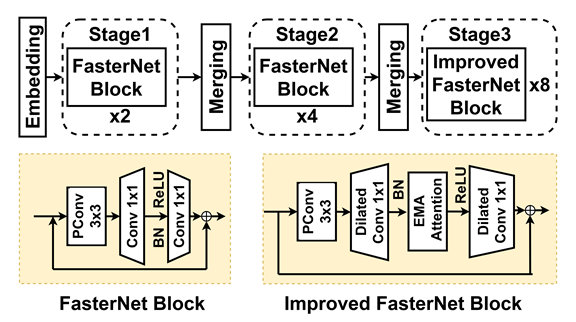 Embedding
Stage1
FasterNet
Block
x2
Merging
Stage2
FasterNet
Block
x4
Merging
Stage3
Improved
FasterNet
Block
x8
PConv
3x3
Conv 1x1
BN ReLU
Conv 1x1
FasterNet Block
PConv
3x3
Dilated
Conv 1x1
BN
EMA
Attention
ReLU
Dilated
Conv 1x1
Improved FasterNet Block